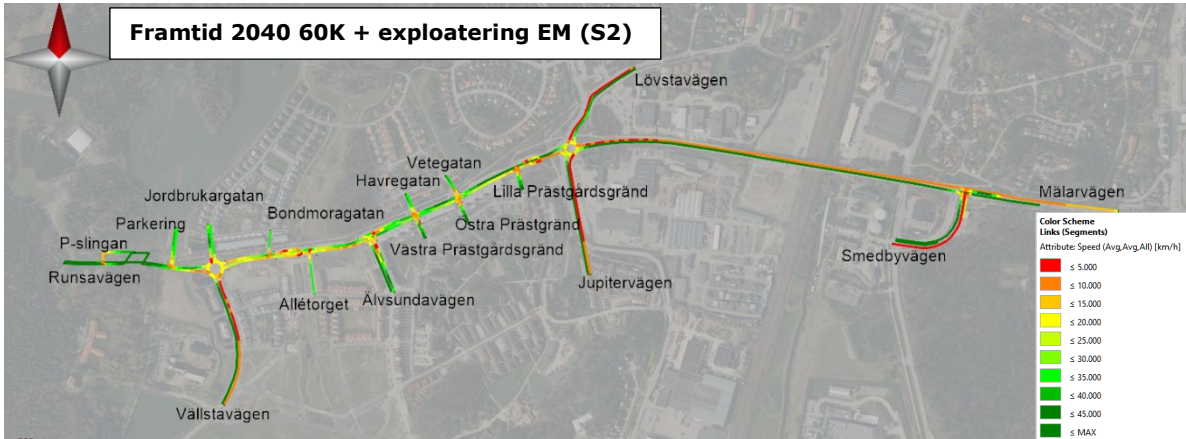 Framtid 2040 60K + exploatering EM (S2)
Lövstavägen
Vetegatan
Havregatan
Lilla Prästgårdsgränd
Jordbrukargatan
Bondmoragatan
Östra Prästgränd
Mälarvägen
Parkering
P-slingan
Västra Prästgårdsgränd
Runsavägen
Smedbyvägen
Jupitervägen
Allétorget
Älvsundavägen
Vällstavägen
Color Scheme
Links (Segments)
Attribute: Speed (Avg,Avg,All) [km/h]
≤ 5.000
≤ 10.000
≤ 15.000
≤ 20.000
≤ 25.000
≤ 30.000
≤ 35.000
≤ 40.000
≤ 45.000
≤ MAX